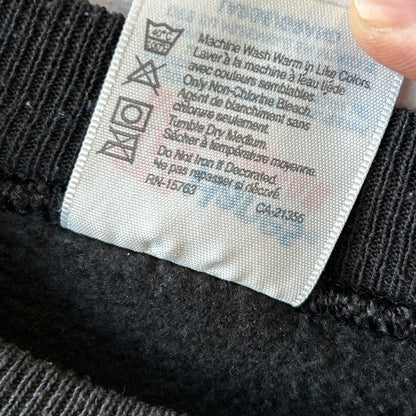 40°C
Machine Wash Warm in Like Colors.
Laver à la machine à l'eau tiède
avec couleurs semblables.
Only Non-Chlorine Bleach.
Agent de blanchiment sans
chlorure seulement.
Tumble Dry Medium.
Sécher à température moyenne.
Do Not Iron if Decorated.
Ne pas repasser si décoré.
RN-15763 CA-21356